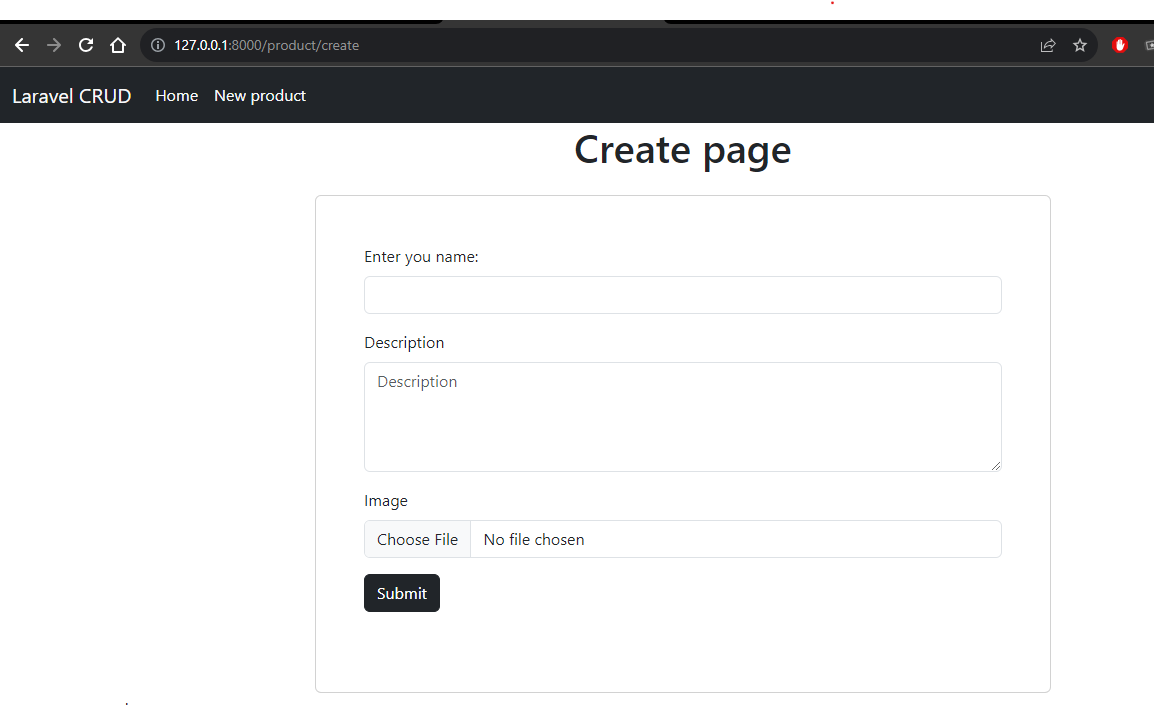 127.0.0.1:8000/product/create
Laravel CRUD Home New product
Create page
Enter you name:
Description
Description
Image
Choose File No file chosen
Submit